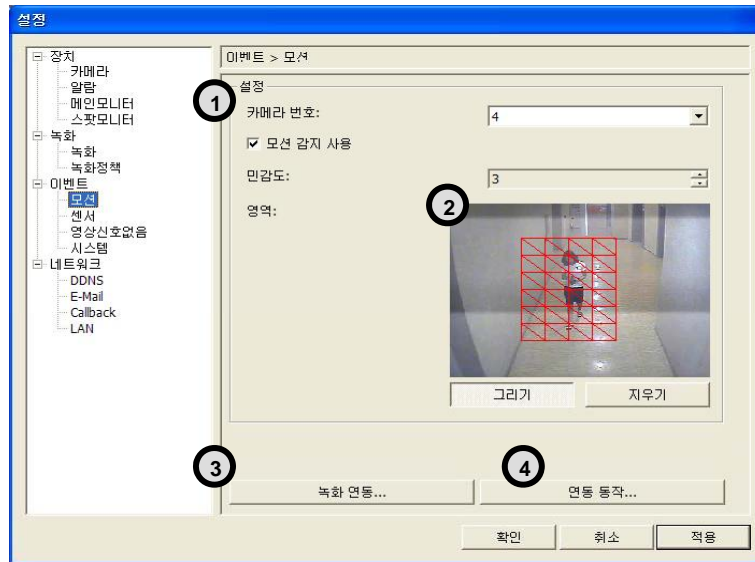 설정
장치
카메라
알람
메인모니터
스팟모니터
녹화
녹화
녹화정책
이벤트
모션
센서
영상신호없음
시스템
네트워크
DDNS
E-Mail
Callback
LAN
이벤트 > 모션
설정
1
카메라 번호:
4
모션 감지 사용
민감도:
3
영역:
2
그리기
지우기
3
4
녹화 연동...
연동 동작...
확인
취소
적용